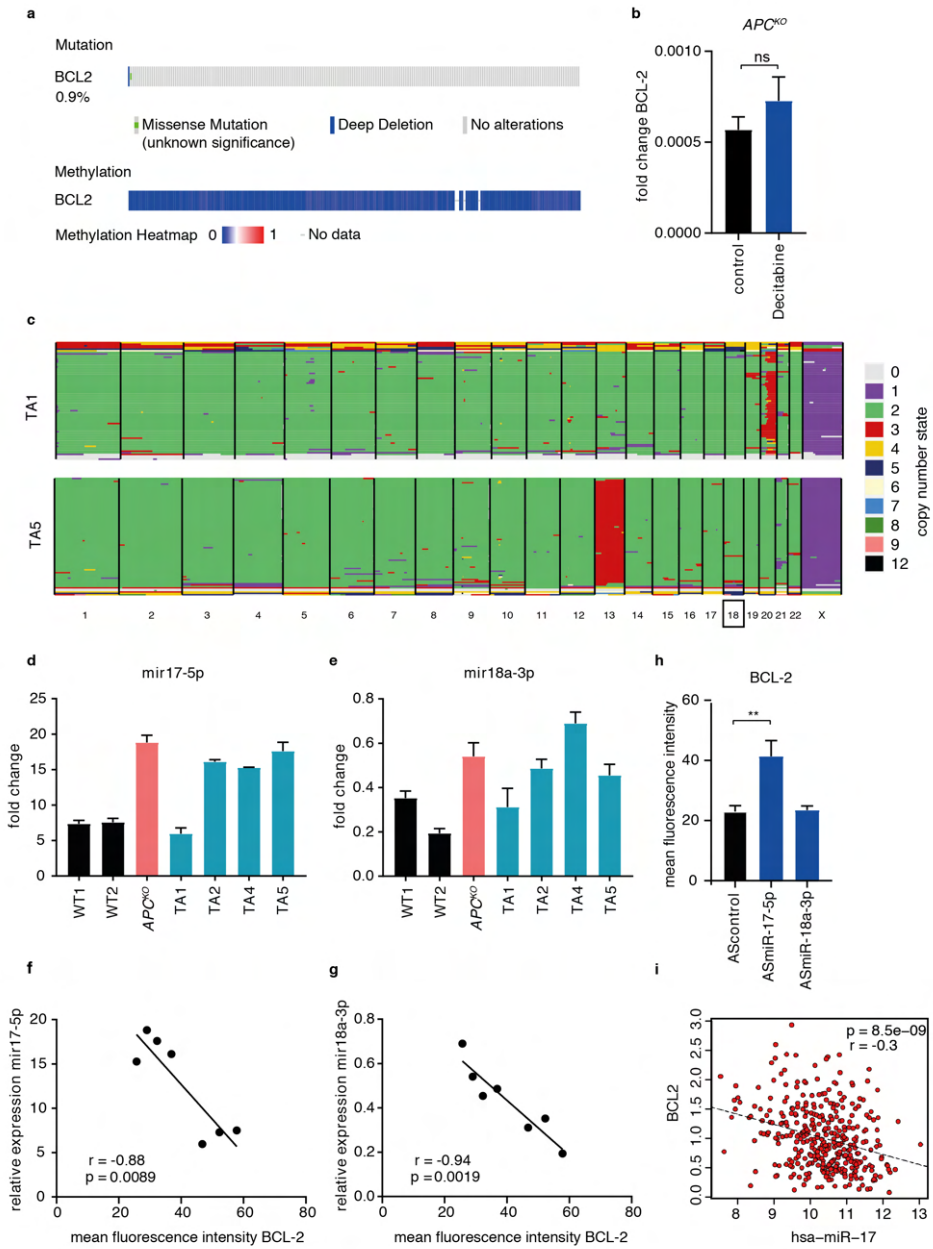 a
Mutation
BCL2
0.9%
Missense Mutation
(unknown significance)
Deep Deletion
No alterations
Methylation
BCL2
Methylation Heatmap 0 1 - No data
b
APCᴷᴼ
fold change BCL-2
0.0010
0.0005
0.0000
ns
control
Decitabine
c
TA1
TA5
1 2 3 4 5 6 7 8 9 10 11 12 13 14 15 16 17 18 19 20 21 22 X
0
1
2
3
4
5
6
7
8
9
12
copy number state
d
mir17-5p
fold change
25
20
15
10
5
0
WT1
WT2
APCᴷᴼ
TA1
TA2
TA4
TA5
e
mir18a-3p
fold change
0.8
0.6
0.4
0.2
0.0
WT1
WT2
APCᴷᴼ
TA1
TA2
TA4
TA5
h
BCL-2
mean fluorescence intensity
60
40
20
0
**
AScontrol
ASmiR-17-5p
ASmiR-18a-3p
f
relative expression mir17-5p
20
15
10
5
0
r = -0.88
p = 0.0089
0 20 40 60 80
mean fluorescence intensity BCL-2
g
relative expression mir18a-3p
0.8
0.6
0.4
0.2
0.0
r = -0.94
p = 0.0019
0 20 40 60 80
mean fluorescence intensity BCL-2
i
BCL2
3.0
2.5
2.0
1.5
1.0
0.5
0.0
p = 8.5e−09
r = -0.3
8 9 10 11 12 13
hsa−miR−17